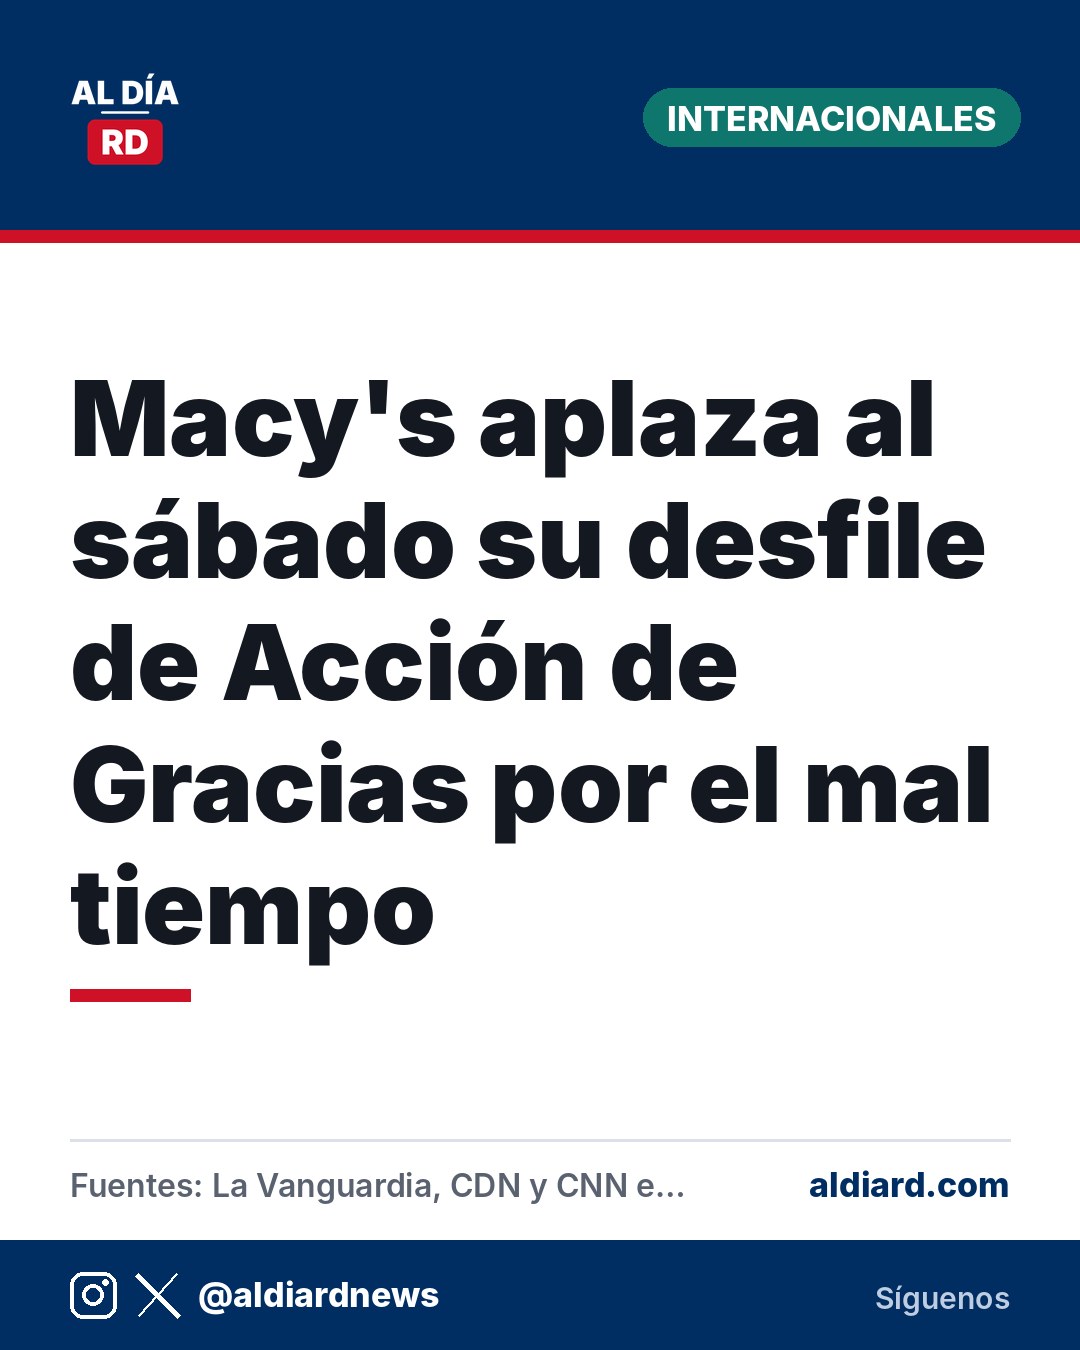 AL DÍA
RD
INTERNACIONALES
Macy's aplaza al
sábado su desfile
de Acción de
Gracias por el mal
tiempo
Fuentes: La Vanguardia, CDN y CNN e...
aldiard.com
@aldiardnews
Síguenos